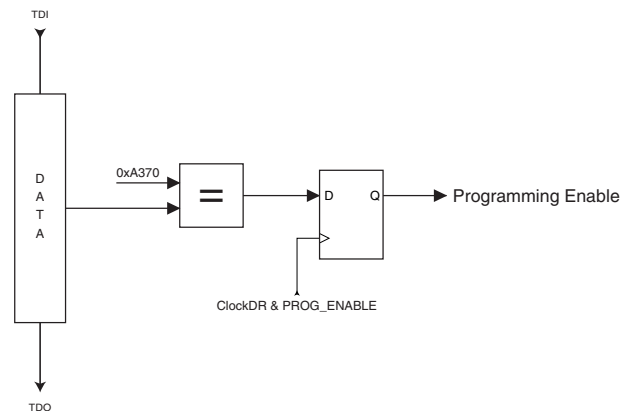 TDI
D
A
T
A
0xA370
=
D
Q
Programming Enable
ClockDR & PROG_ENABLE
TDO